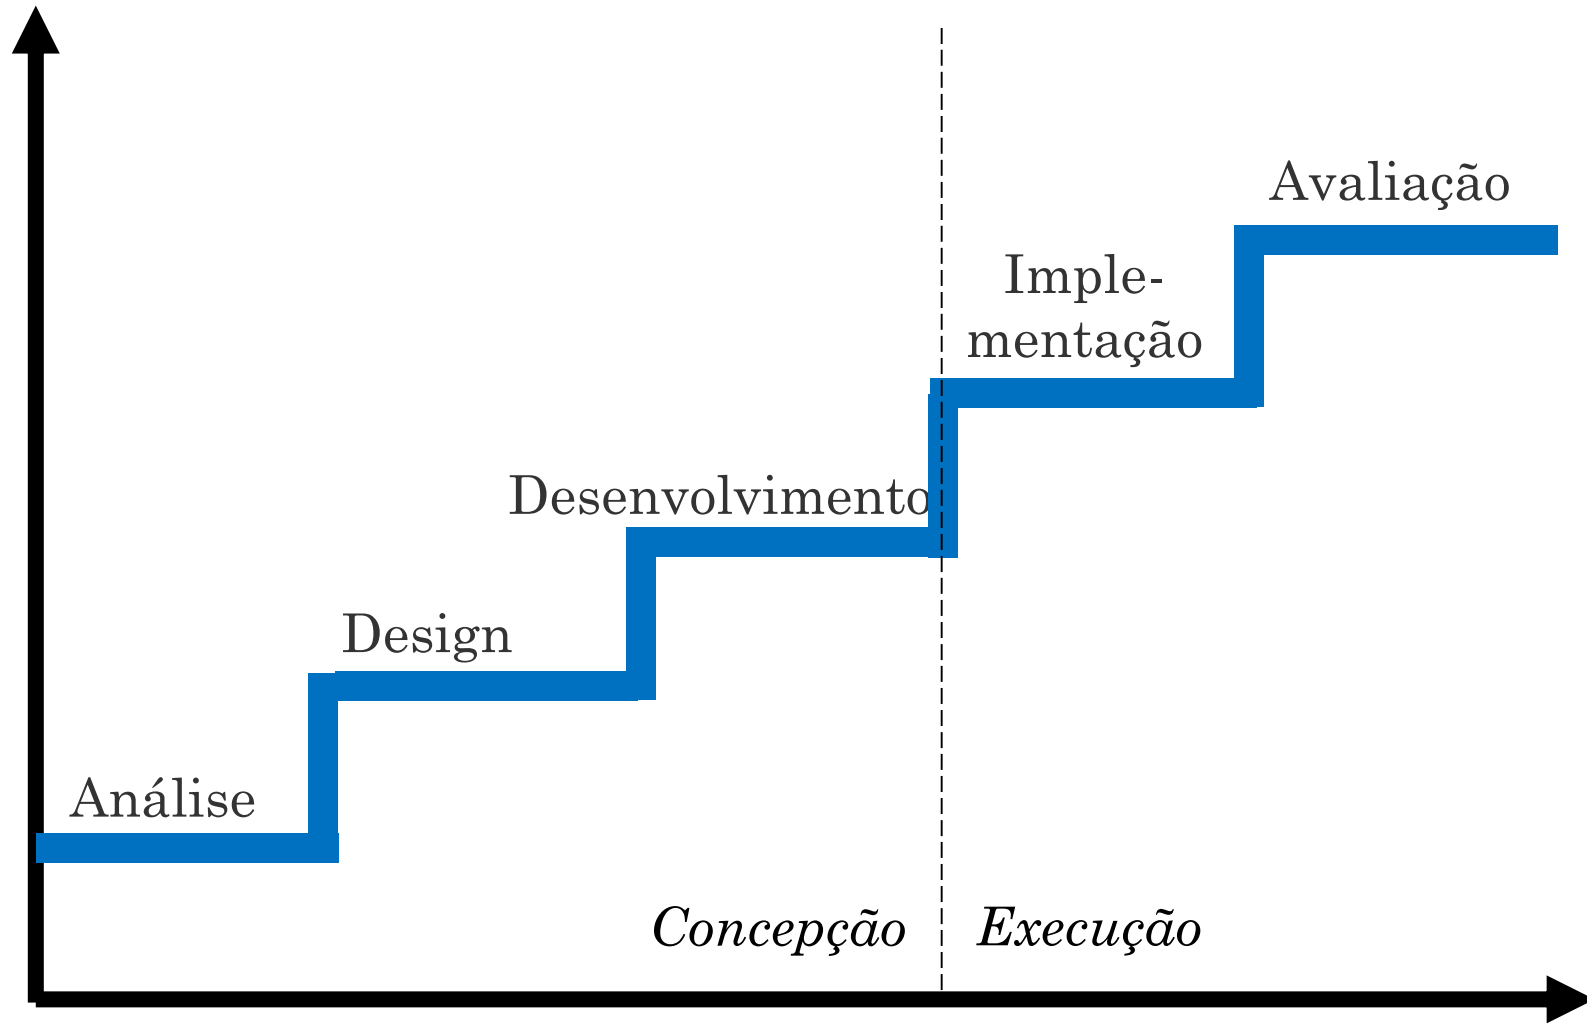 Avaliação
Imple-
mentação
Desenvolvimento
Design
Análise
Concepção
Execução